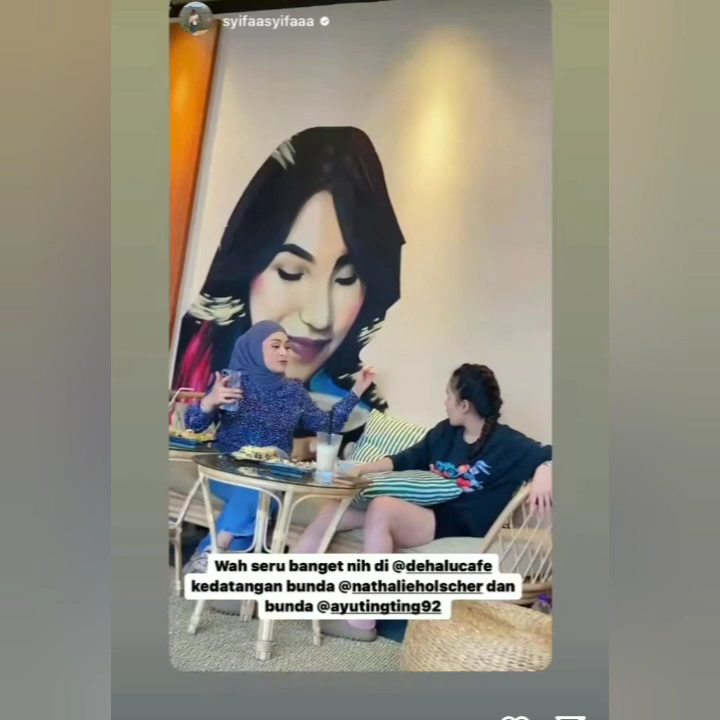 syifaasyifaaa
Wah seru banget nih di @dehalucafe
kedatangan bunda @nathalieholscher dan
bunda @ayutingting92